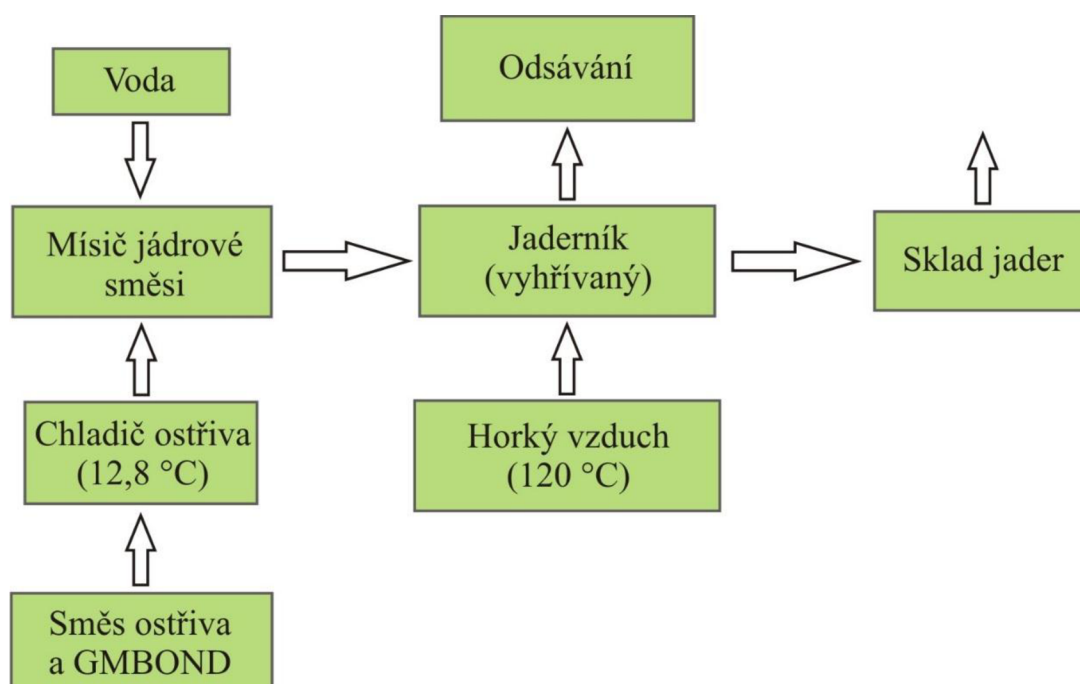 Voda
Odsávání
Mísič jádrové
směsi
Jaderník
(vyhřívaný)
Sklad jader
Chladič ostřiva
(12,8 °C)
Horký vzduch
(120 °C)
Směs ostřiva
a GMBOND